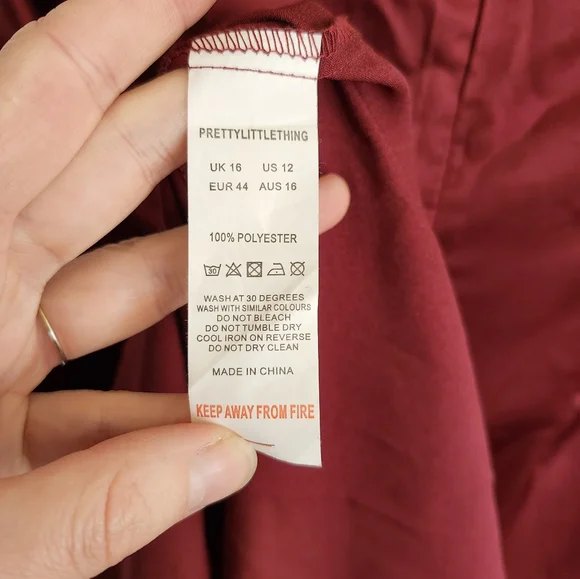 PRETTYLITTLETHING
UK 16 US 12
EUR 44 AUS 16
100% POLYESTER
30
WASH AT 30 DEGREES
WASH WITH SIMILAR COLOURS
DO NOT BLEACH
DO NOT TUMBLE DRY
COOL IRON ON REVERSE
DO NOT DRY CLEAN
MADE IN CHINA
KEEP AWAY FROM FIRE